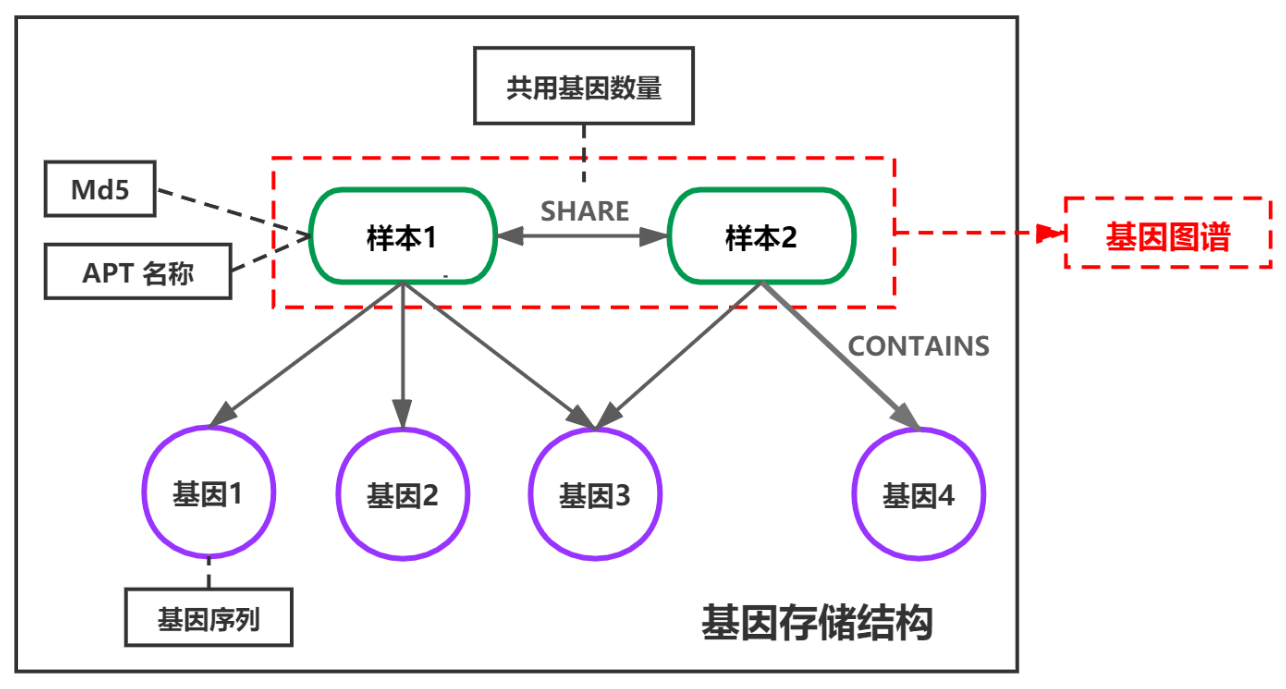 共用基因数量
Md5
APT 名称
样本1
SHARE
样本2
基因图谱
CONTAINS
基因1
基因2
基因3
基因4
基因序列
基因存储结构